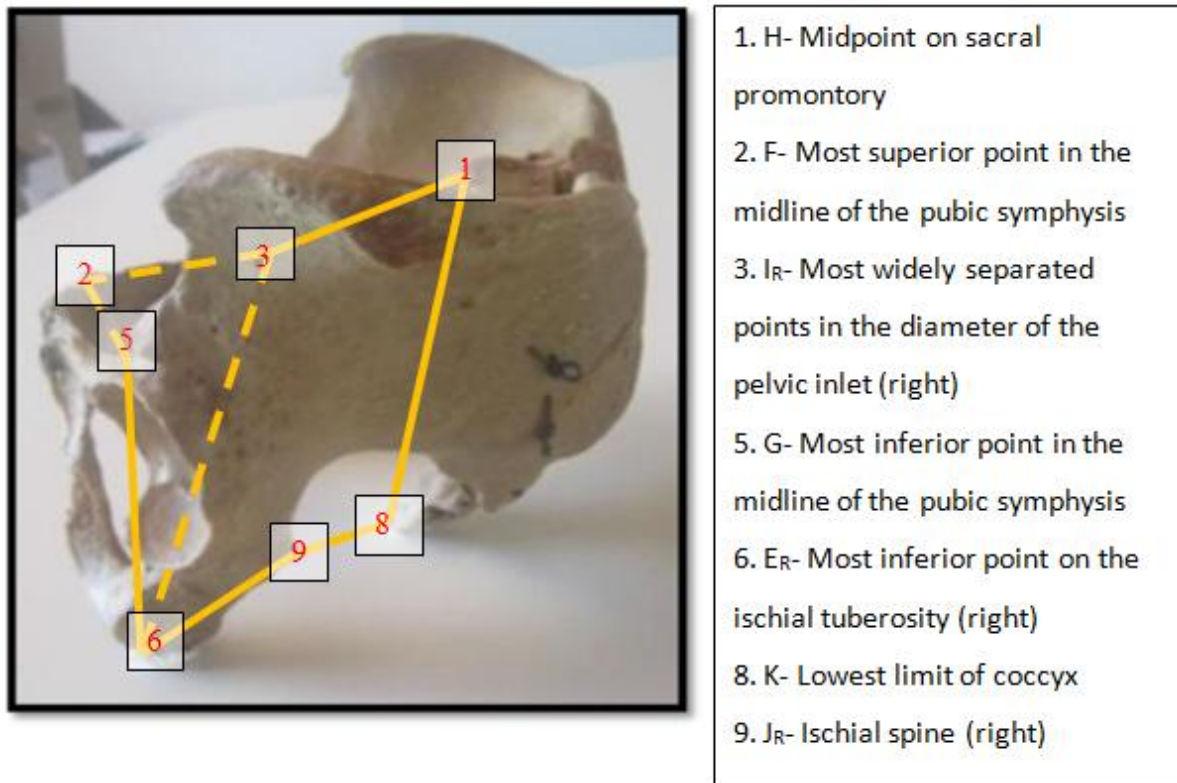 1
2
3
5
8
9
6
1. H- Midpoint on sacral
promontory
2. F- Most superior point in the
midline of the pubic symphysis
3. IR- Most widely separated
points in the diameter of the
pelvic inlet (right)
5. G- Most inferior point in the
midline of the pubic symphysis
6. ER- Most inferior point on the
ischial tuberosity (right)
8. K- Lowest limit of coccyx
9. JR- Ischial spine (right)